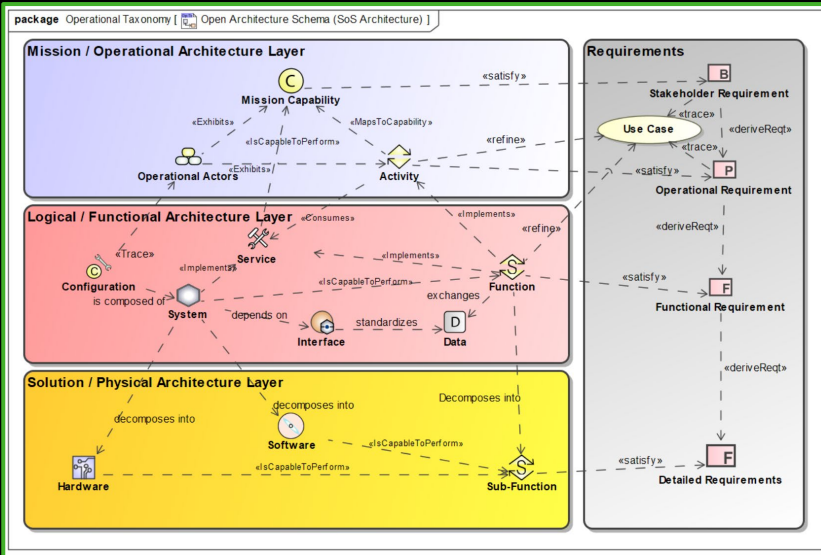 package Operational Taxonomy [ Open Architecture Schema (SoS Architecture) ]
Mission / Operational Architecture Layer
Requirements
C
B
Mission Capability
«satisfy»
Stakeholder Requirement
«Exhibits»
«IsCapableToPerform»
«MapsToCapability»
«trace»
Use Case
«deriveReqt»
«refine»
«trace»
Operational Actors
«Exhibits»
Activity
«satisfy»
P
Operational Requirement
Logical / Functional Architecture Layer
«Consumes»
«Implements»
«refine»
«deriveReqt»
«Trace»
Service
«Implements»
«Implements»
S
C
Configuration
«IsCapableToPerform»
Function
«satisfy»
F
Functional Requirement
is composed of
System
exchanges
depends on
Interface
standardizes
D
Data
«deriveReqt»
Solution / Physical Architecture Layer
decomposes into
decomposes into
Decomposes into
Software
«IsCapableToPerform»
Hardware
«IsCapableToPerform»
S
Sub-Function
«satisfy»
F
Detailed Requirements